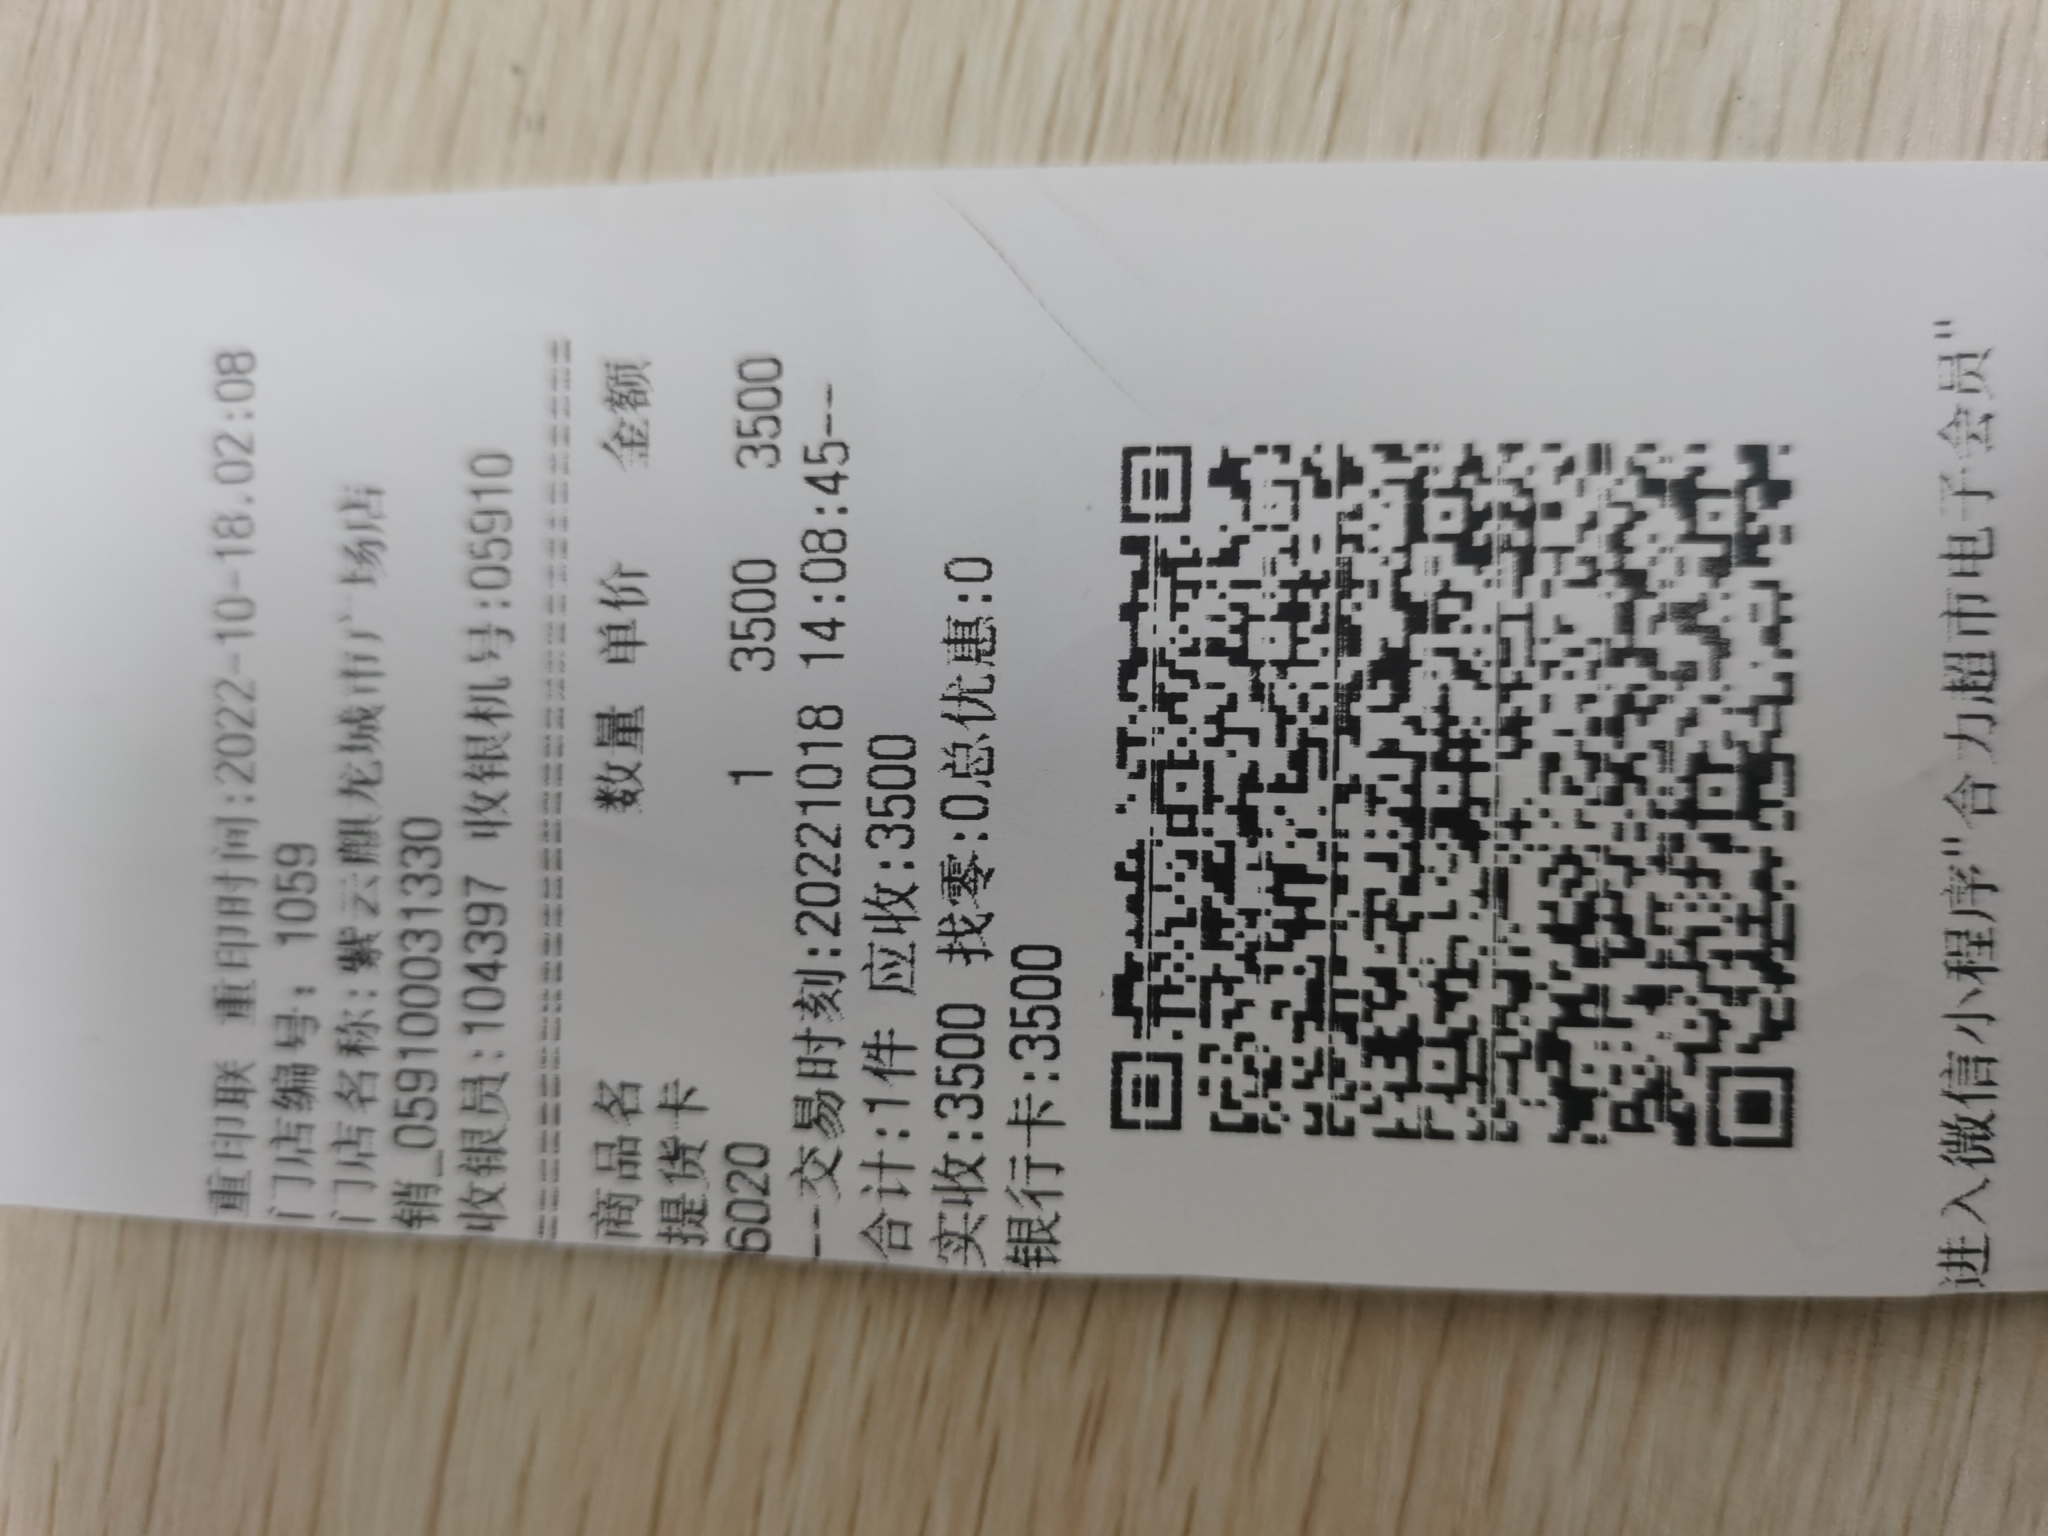 重印联 重印时间:2022-10-18.02:08
门店编号: 1059
门店名称:紫云麒龙城市广场店
销_0591000031330
收银员:104397 收银机号:05910
==============================
商品名 数量 单价 金额
提货卡
6020 1 3500 3500
--交易时刻:20221018 14:08:45--
合计:1件 应收:3500
实收:3500 找零:0总优惠:0
银行卡:3500
进入微信小程序"合力超市电子会员"